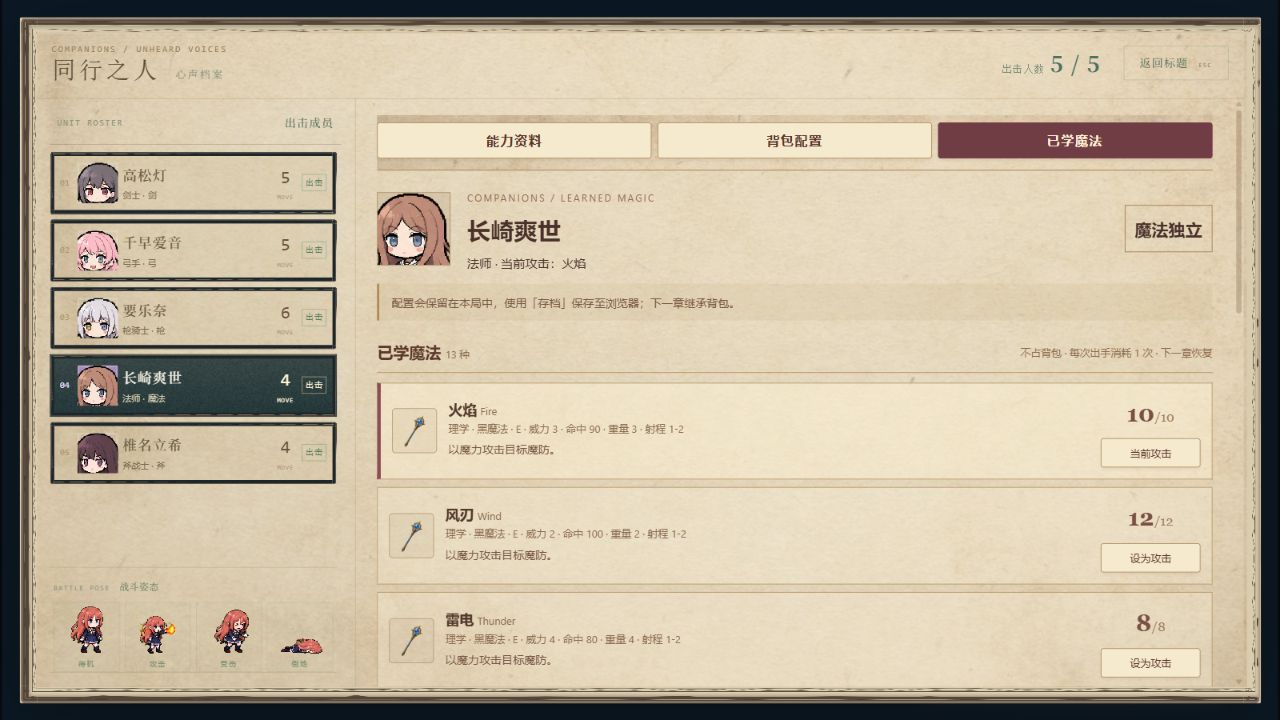 COMPANIONS / UNHEARD VOICES
同行之人 心声档案
出击人数 5 / 5
返回标题 ESC
UNIT ROSTER 出击成员
01 高松灯 剑士·剑 5 MOVE 出击
02 千早爱音 弓手·弓 5 MOVE 出击
03 要乐奈 枪骑士·枪 6 MOVE 出击
04 长崎爽世 法师·魔法 4 MOVE 出击
05 椎名立希 斧战士·斧 4 MOVE 出击
BATTLE POSE 战斗姿态
待机 攻击 受伤 倒地
能力资料 背包配置 已学魔法
COMPANIONS / LEARNED MAGIC
长崎爽世
法师·当前攻击：火焰
魔法独立
配置会保留在本局中，使用「存档」保存至浏览器；下一章继承背包。
已学魔法 13 种
不占背包·每次出手消耗 1 次·下一章恢复
火焰 Fire
理学·黑魔法·E·威力 3·命中 90·重量 3·射程 1-2
以魔力攻击目标魔防。
10/10
当前攻击
风刃 Wind
理学·黑魔法·E·威力 2·命中 100·重量 2·射程 1-2
以魔力攻击目标魔防。
12/12
设为攻击
雷电 Thunder
理学·黑魔法·E·威力 4·命中 80·重量 4·射程 1-2
以魔力攻击目标魔防。
8/8
设为攻击